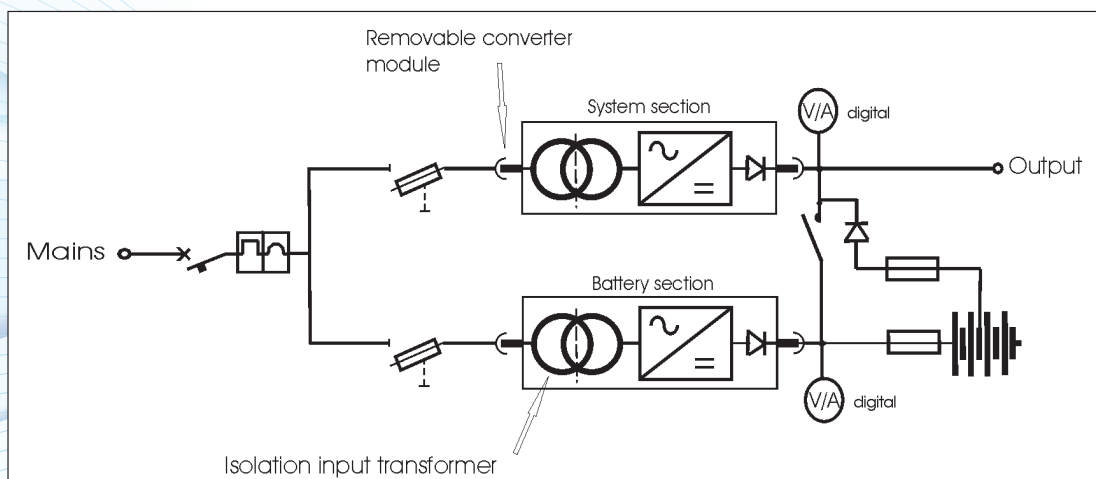 Removable converter
module
System section
V/A digital
Output
Mains
Battery section
V/A digital
Isolation input transformer